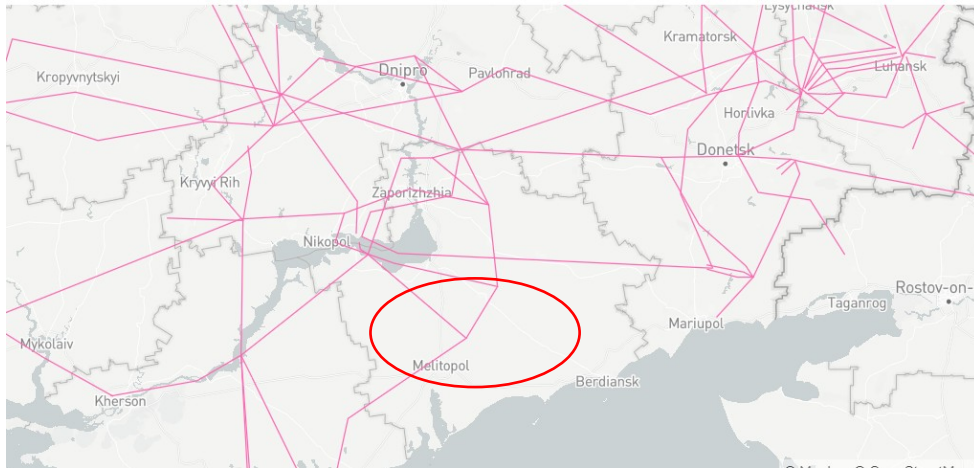 Lysychansk
Kramatorsk
Dnipro
Pavlohrad
Kropyvnytskyi
Luhansk
Horlivka
Donetsk
Kryvyi Rih
Zaporizhzhia
Nikopol
Rostov-on-
Taganrog
Mariupol
Mykolaiv
Melitopol
Berdiansk
Kherson